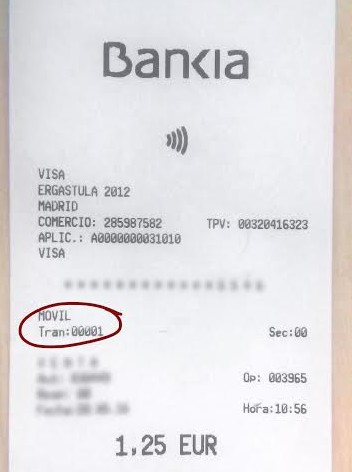 Bankia
VISA
ERGASTULA 2012
MADRID
COMERCIO: 285987582 TPV: 00320416323
APLIC.: A0000000031010
VISA
MOVIL
Tran:00001 Sec:00
Op: 003965
Hora:10:56
1,25 EUR